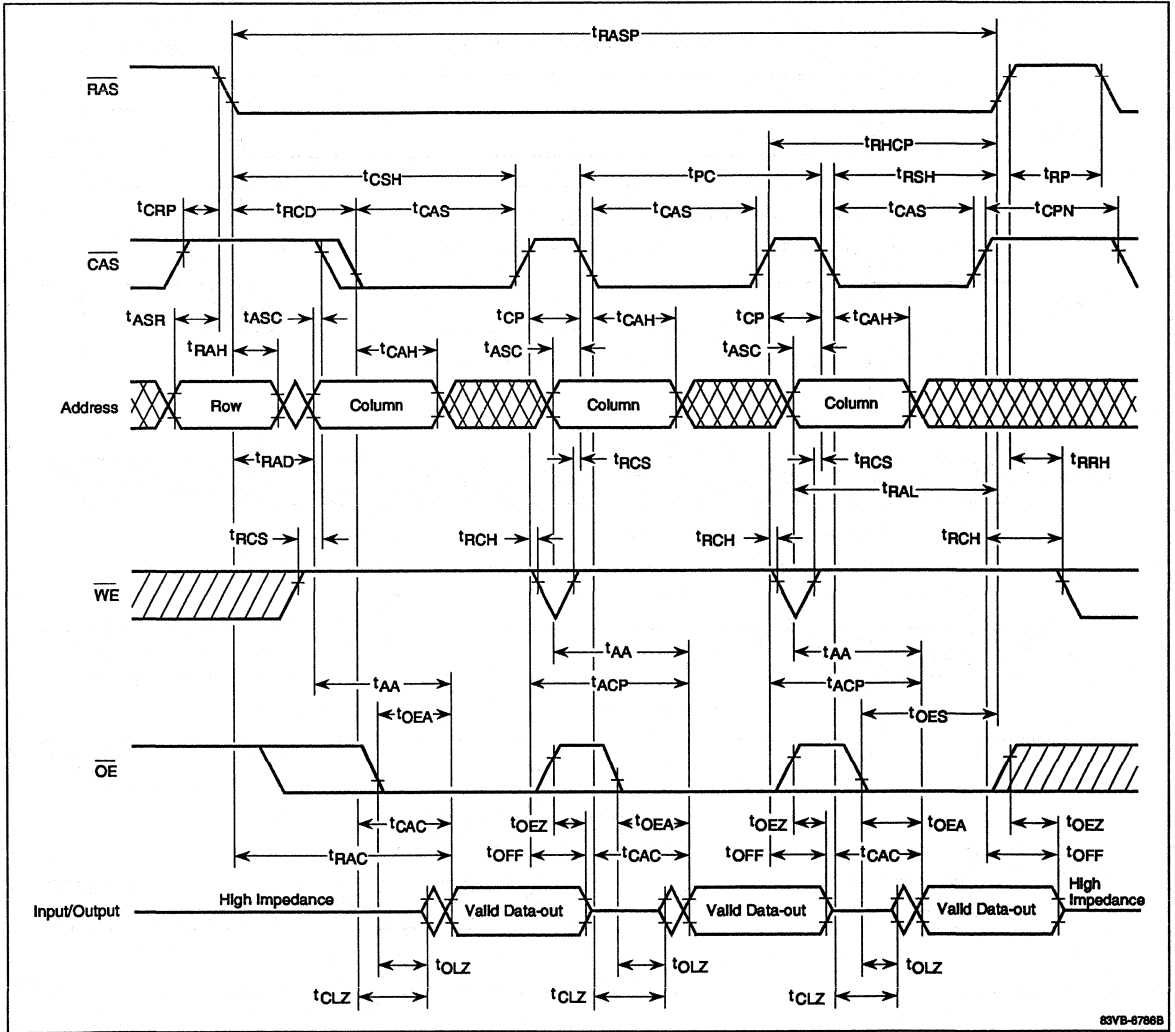 tRASP
RAS
tRHCP
tCSH
tPC
tRSH
tRP
tCRP
tRCD
tCAS
tCAS
tCAS
tCPN
CAS
tASR
tASC
tCP
tCAH
tCP
tCAH
tRAH
tCAH
tASC
tASC
Address
Row
Column
Column
Column
tRAD
tRCS
tRCS
tRRH
tRAL
tRCS
tRCH
tRCH
tRCH
WE
tAA
tAA
tAA
tACP
tACP
tOEA
tOES
OE
tCAC
tOEZ
tOEA
tOEZ
tOEA
tOEZ
tRAC
tOFF
tCAC
tOFF
tCAC
tOFF
Input/Output
High Impedance
Valid Data-out
Valid Data-out
Valid Data-out
High
Impedance
tOLZ
tOLZ
tOLZ
tCLZ
tCLZ
tCLZ
83VB-6786B